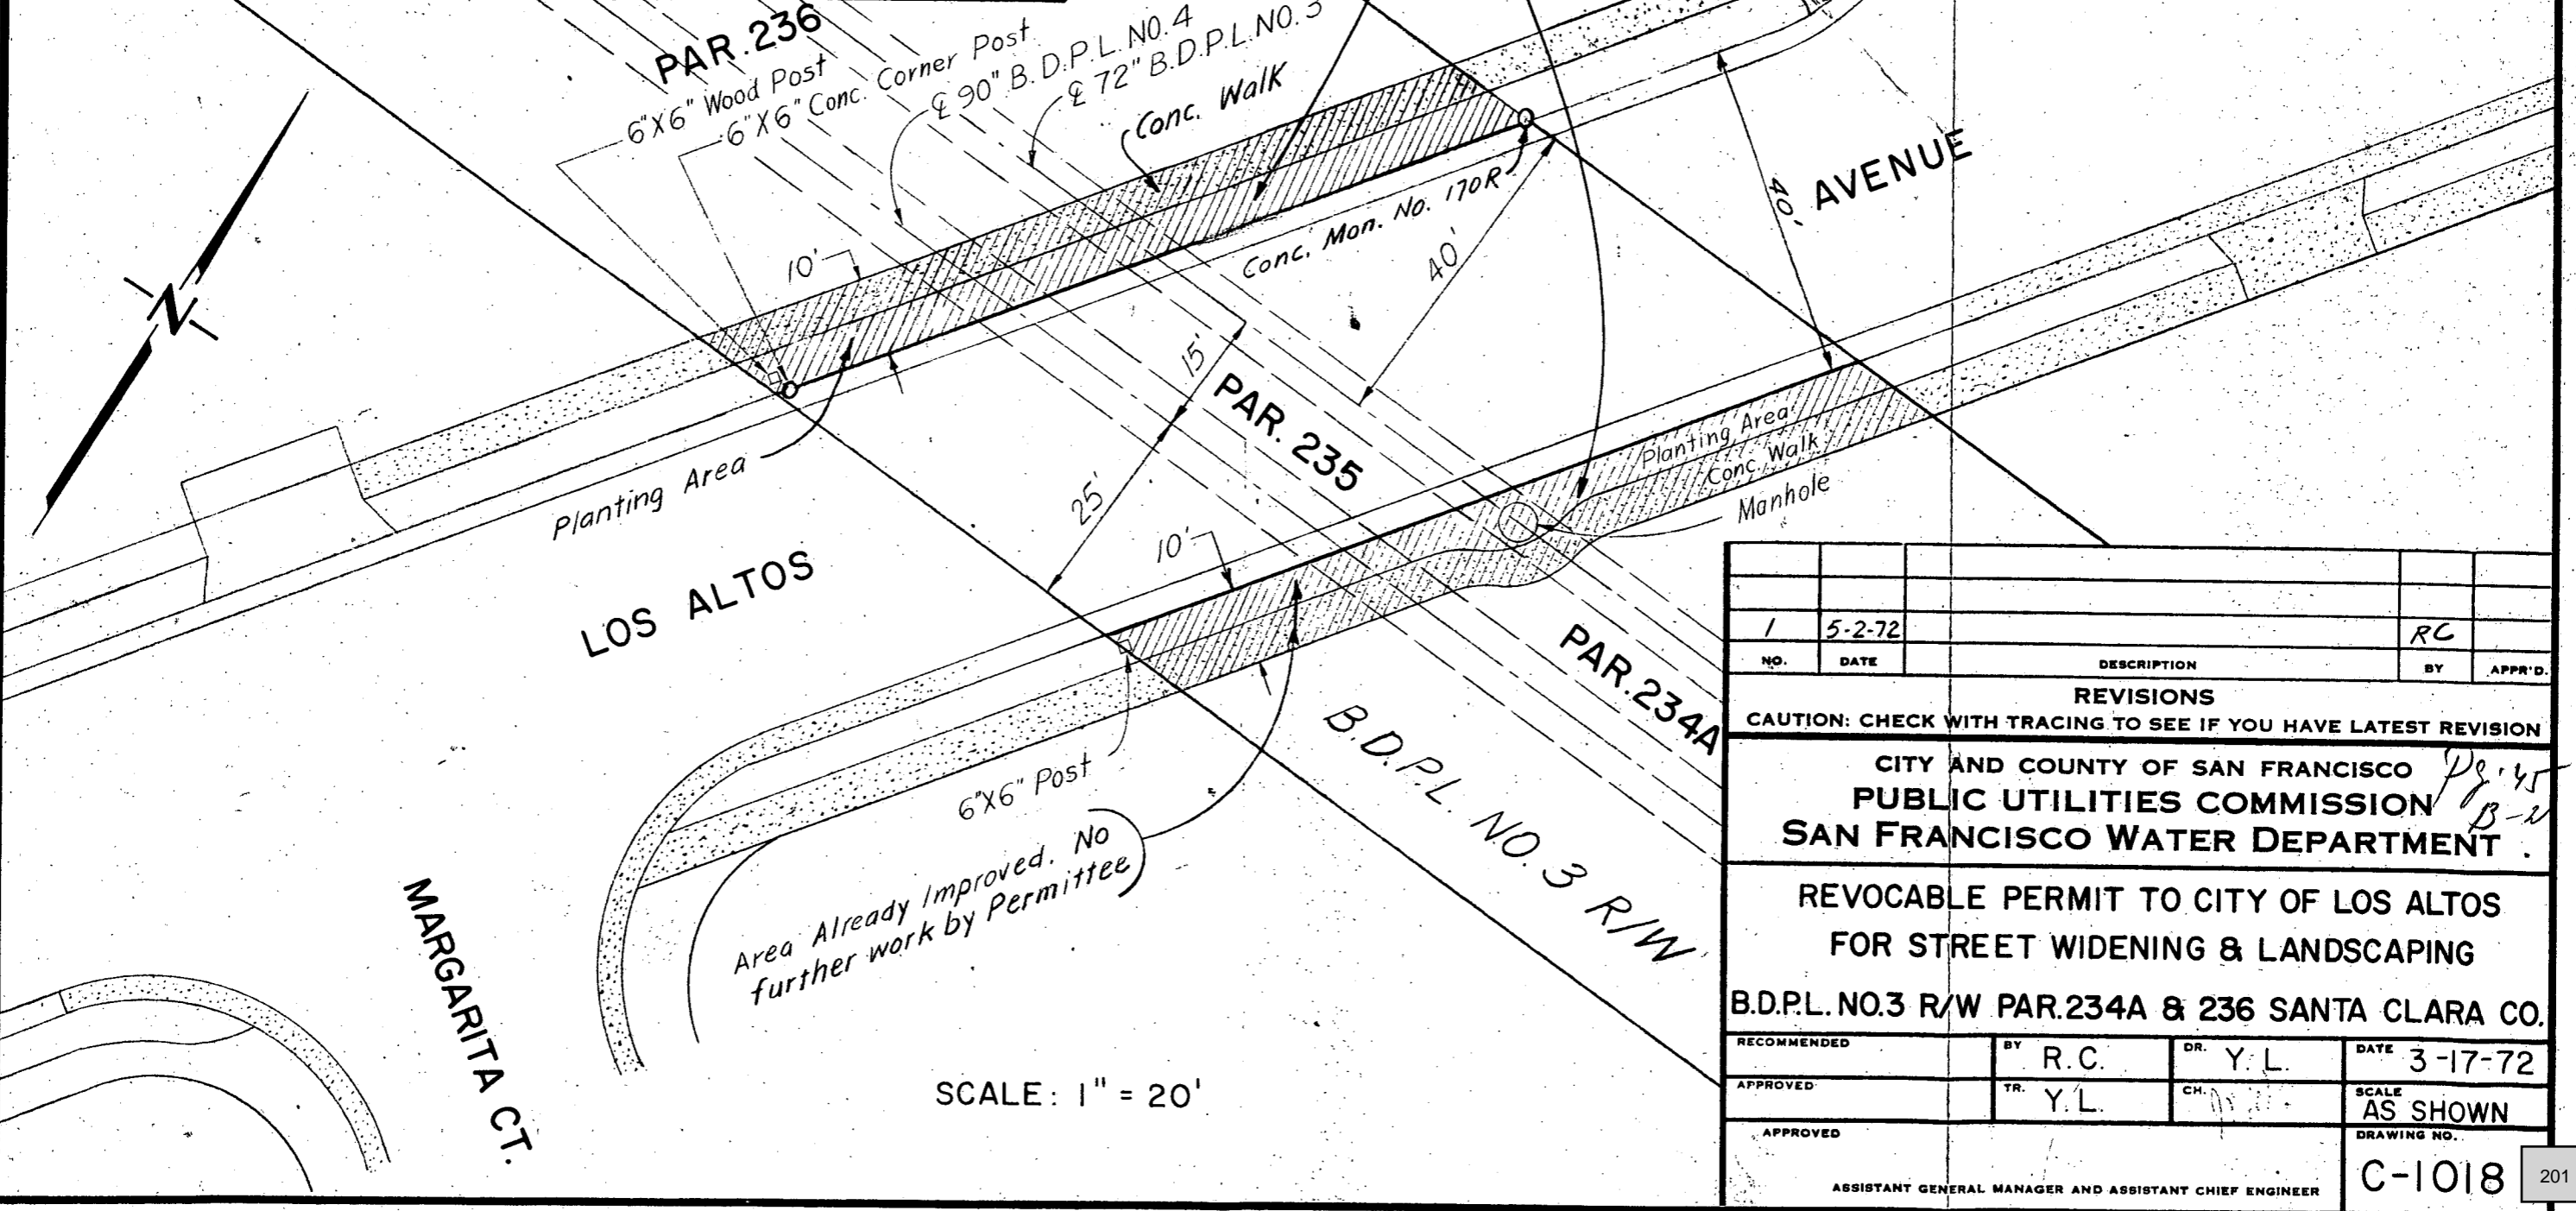 PAR.236
6"X6" Wood Post
6"X6" Conc. Corner Post
℄ 90" B.D.P.L. NO.4
℄ 72" B.D.P.L. NO.3
Conc. Walk
10'
Conc. Mon. No. 170R
40'
40'
AVENUE
N
15'
25'
PAR. 235
Planting Area
Planting Area
Conc. Walk
Manhole
10'
LOS ALTOS
PAR.234A
B.D.P.L. NO. 3 R/W
6"X6" Post
Area Already Improved. No
further work by Permittee
MARGARITA CT.
SCALE: 1" = 20'
1 5-2-72 RC
NO. DATE DESCRIPTION BY APPR'D.
REVISIONS
CAUTION: CHECK WITH TRACING TO SEE IF YOU HAVE LATEST REVISION
CITY AND COUNTY OF SAN FRANCISCO
PUBLIC UTILITIES COMMISSION
SAN FRANCISCO WATER DEPARTMENT
Pg. 45
REVOCABLE PERMIT TO CITY OF LOS ALTOS
FOR STREET WIDENING & LANDSCAPING
B.D.P.L. NO.3 R/W PAR.234A & 236 SANTA CLARA CO.
RECOMMENDED BY R.C. DR. Y.L. DATE 3-17-72
APPROVED TR. Y.L. CH. SCALE AS SHOWN
APPROVED
ASSISTANT GENERAL MANAGER AND ASSISTANT CHIEF ENGINEER
DRAWING NO.
C-1018
201